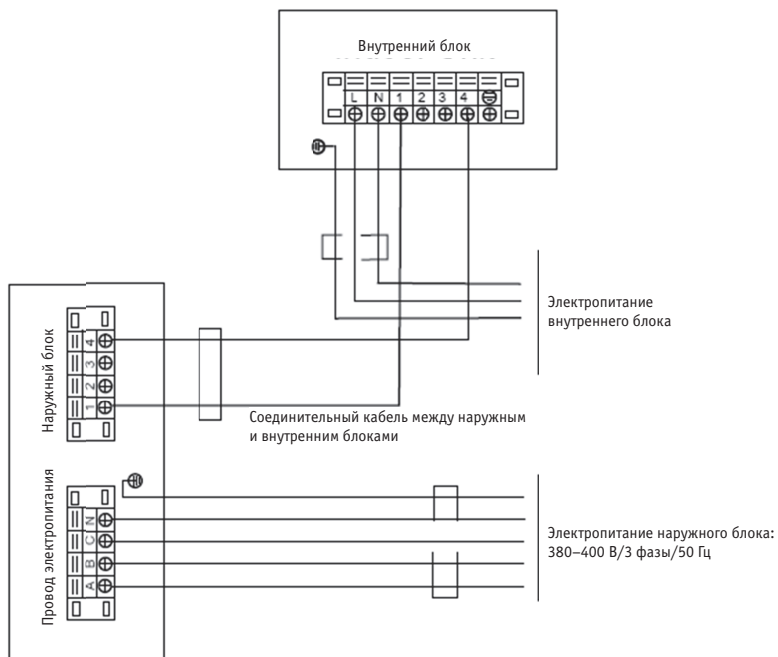 Внутренний блок
L N 1 2 3 4
Электропитание
внутреннего блока
Наружный блок
4
3
2
1
Соединительный кабель между наружным
и внутренним блоками
Провод электропитания
N
C
B
A
Электропитание наружного блока:
380–400 В/3 фазы/50 Гц